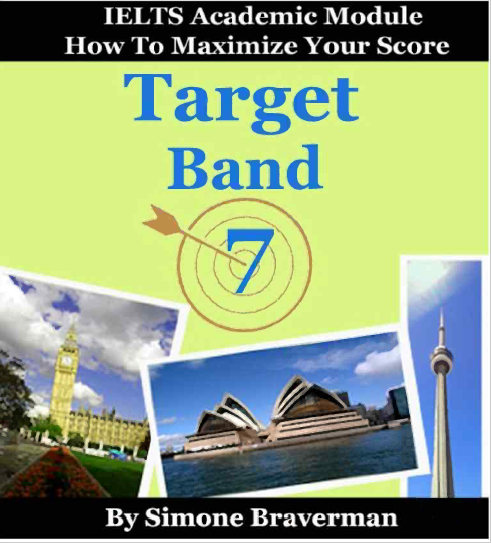 IELTS Academic Module
How To Maximize Your Score
Target
Band
7
By Simone Braverman